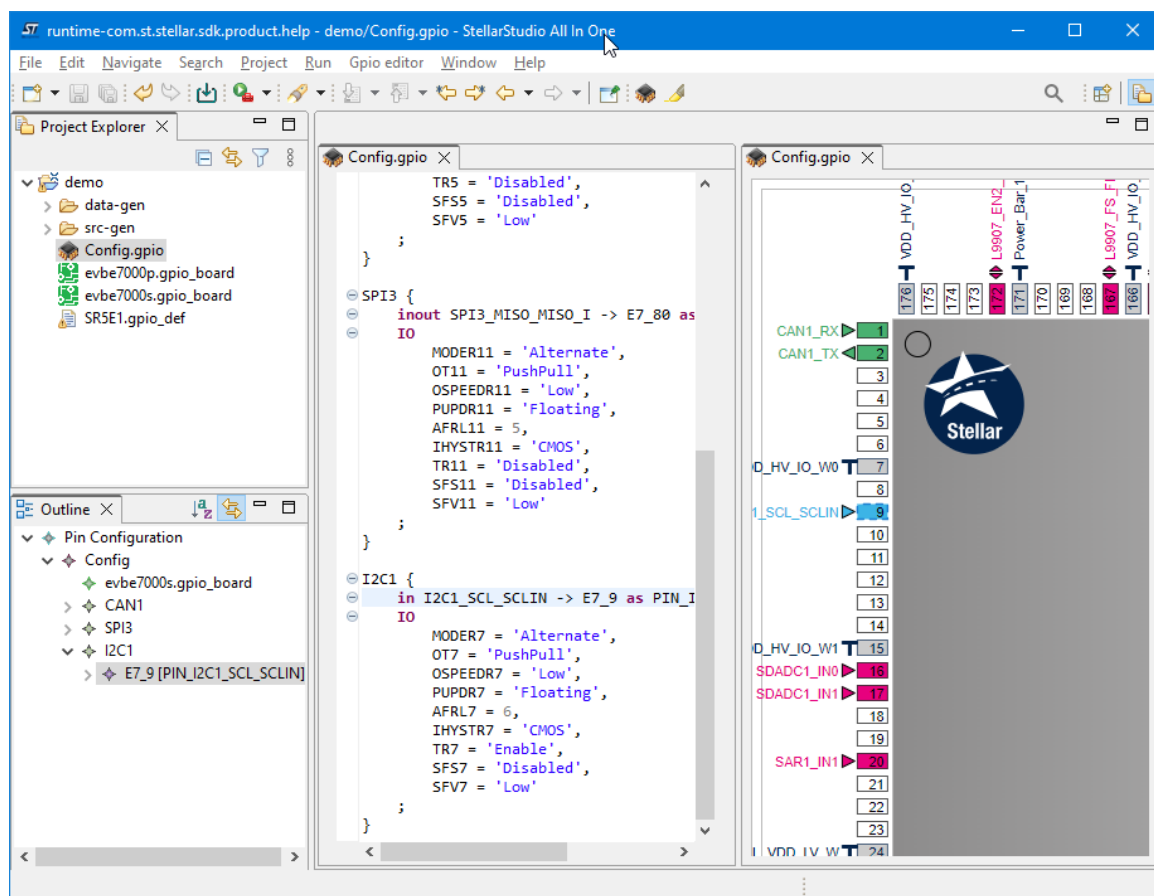 runtime-com.st.stellar.sdk.product.help - demo/Config.gpio - StellarStudio All In One
File Edit Navigate Search Project Run Gpio editor Window Help
Project Explorer
demo
data-gen
src-gen
Config.gpio
evbe7000p.gpio_board
evbe7000s.gpio_board
SR5E1.gpio_def
Outline
Pin Configuration
Config
evbe7000s.gpio_board
CAN1
SPI3
I2C1
E7_9 [PIN_I2C1_SCL_SCLIN]
Config.gpio
TR5 = 'Disabled',
SFS5 = 'Disabled',
SFV5 = 'Low'
;
}
SPI3 {
inout SPI3_MISO_MISO_I -> E7_80 as
IO
MODER11 = 'Alternate',
OT11 = 'PushPull',
OSPEEDR11 = 'Low',
PUPDR11 = 'Floating',
AFRL11 = 5,
IHYSTR11 = 'CMOS',
TR11 = 'Disabled',
SFS11 = 'Disabled',
SFV11 = 'Low'
;
}
I2C1 {
in I2C1_SCL_SCLIN -> E7_9 as PIN_I
IO
MODER7 = 'Alternate',
OT7 = 'PushPull',
OSPEEDR7 = 'Low',
PUPDR7 = 'Floating',
AFRL7 = 6,
IHYSTR7 = 'CMOS',
TR7 = 'Enable',
SFS7 = 'Disabled',
SFV7 = 'Low'
;
}
Config.gpio
VDD_HV_IO_
L9907_EN2_
Power_Bar_1
L9907_FS_F
VDD_HV_IO_
176 175 174 173 172 171 170 169 168 167 166
CAN1_RX 1
CAN1_TX 2
3
4
5
6
D_HV_IO_W0 7
8
1_SCL_SCLIN 9
10
11
12
13
14
D_HV_IO_W1 15
SDADC1_IN0 16
SDADC1_IN1 17
18
19
SAR1_IN1 20
21
22
23
VDD_LV_W 24
Stellar